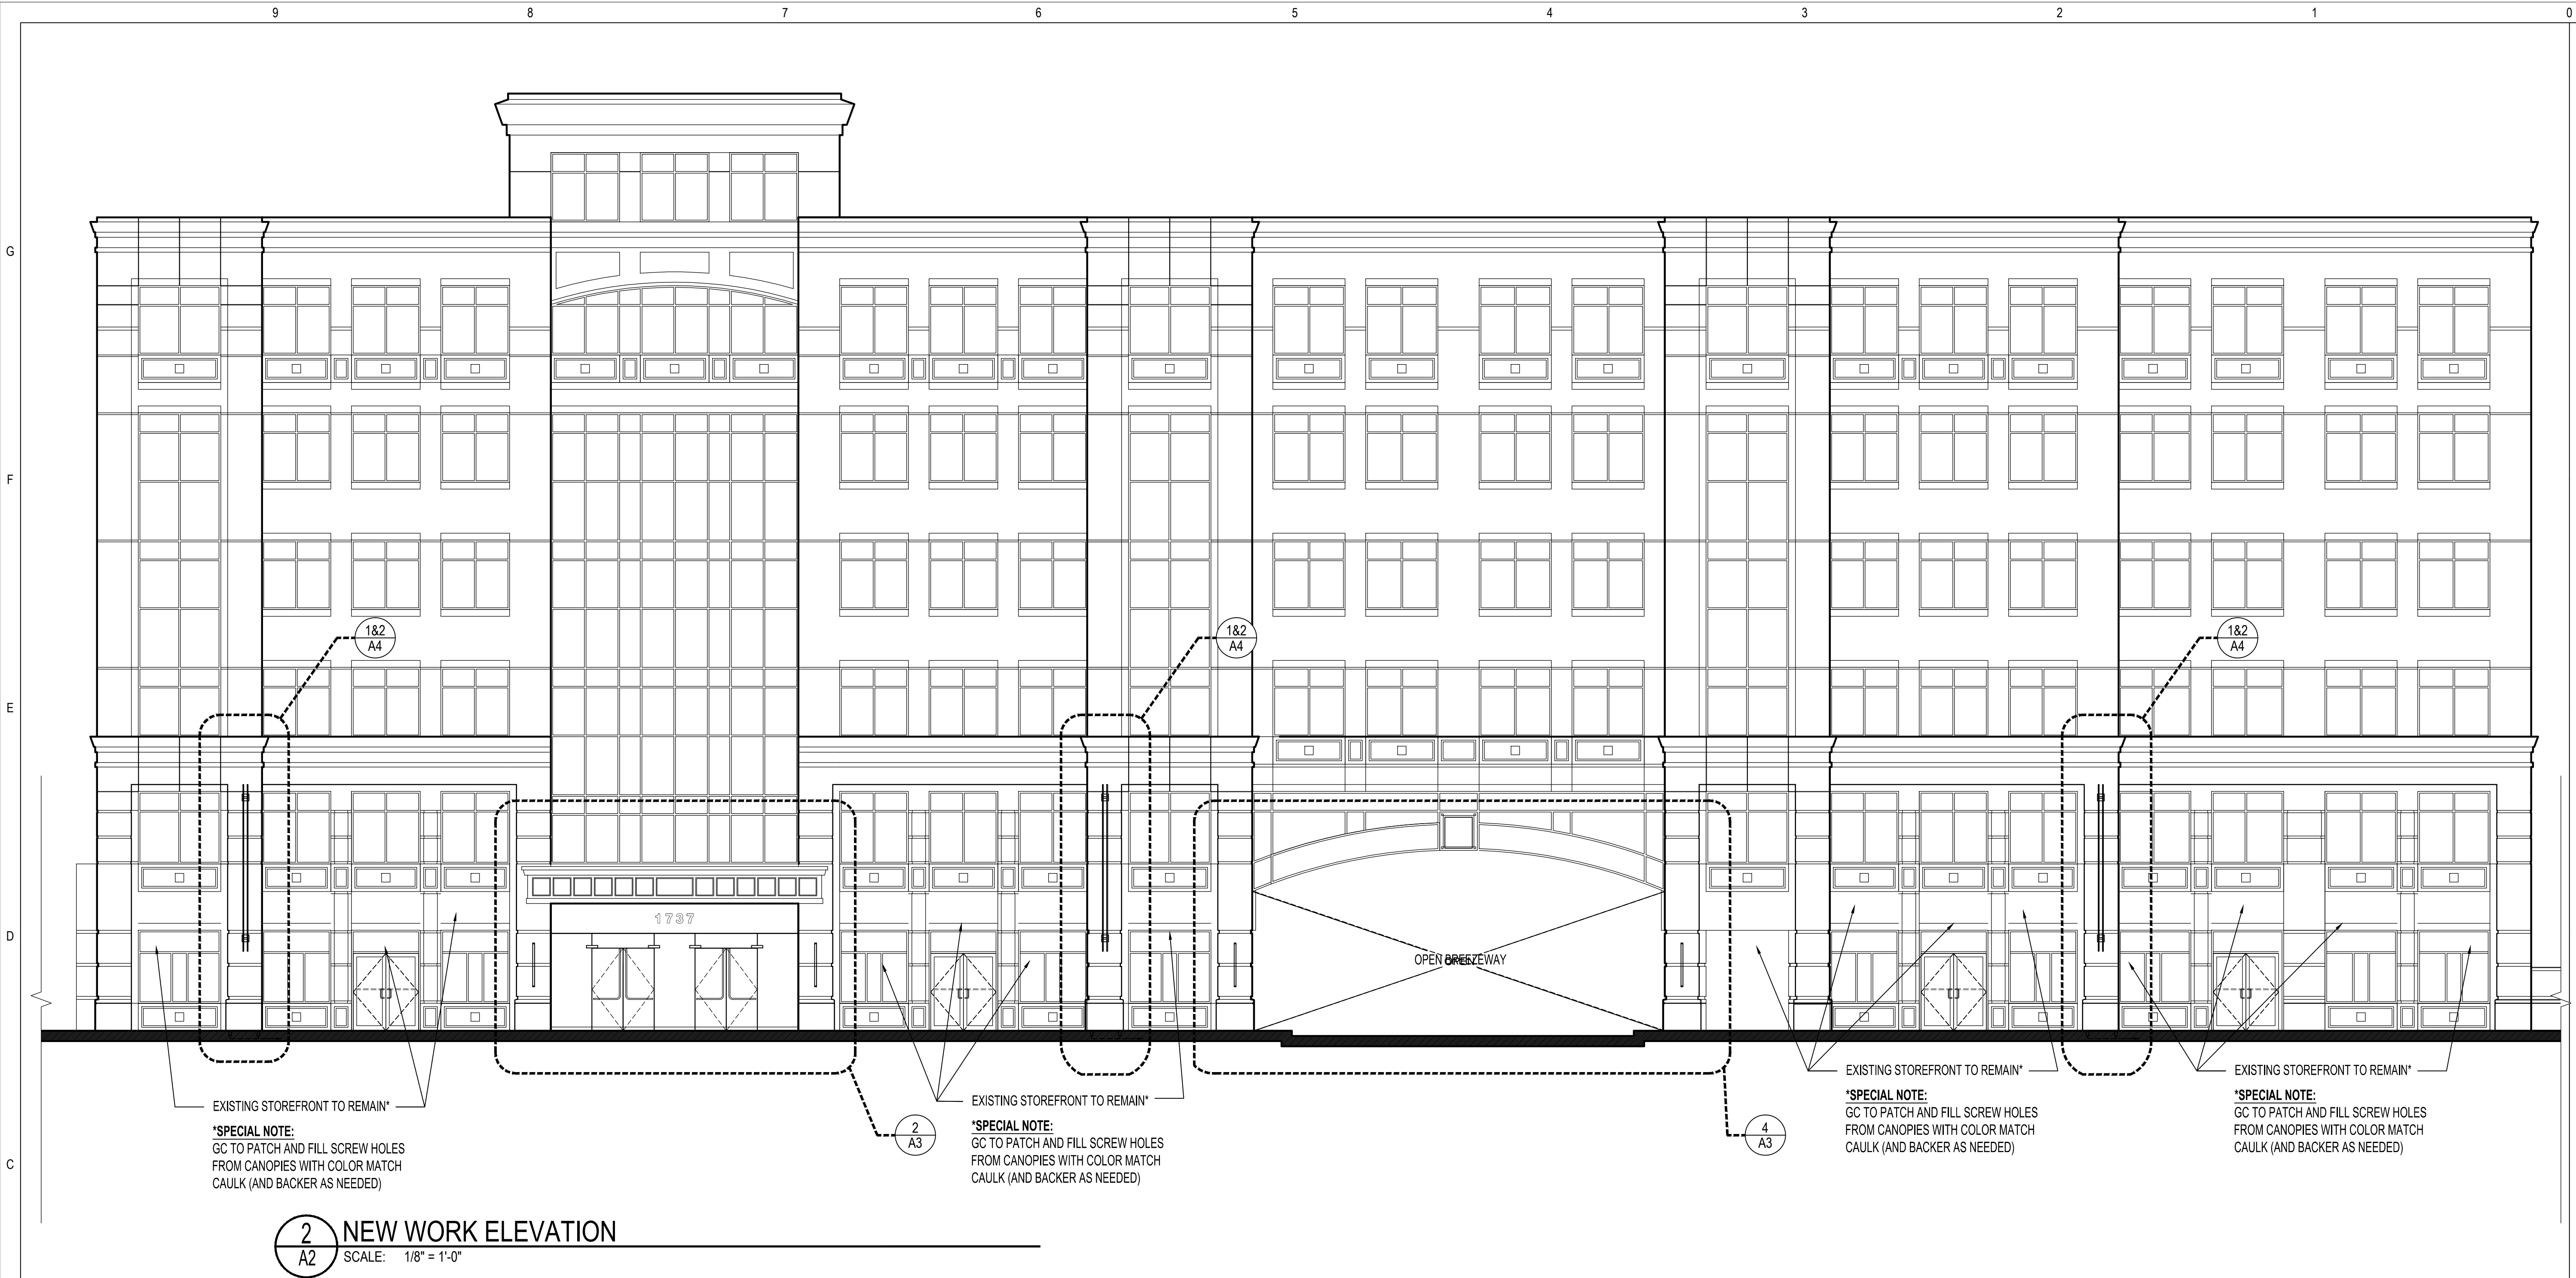 9 8 7 6 5 4 3 2 1 0
G
F
1&2
A4
1&2
A4
1&2
A4
E
1737
D
OPEN BREEZEWAY
EXISTING STOREFRONT TO REMAIN*
*SPECIAL NOTE:
GC TO PATCH AND FILL SCREW HOLES
FROM CANOPIES WITH COLOR MATCH
CAULK (AND BACKER AS NEEDED)
2
A3
EXISTING STOREFRONT TO REMAIN*
*SPECIAL NOTE:
GC TO PATCH AND FILL SCREW HOLES
FROM CANOPIES WITH COLOR MATCH
CAULK (AND BACKER AS NEEDED)
4
A3
EXISTING STOREFRONT TO REMAIN*
*SPECIAL NOTE:
GC TO PATCH AND FILL SCREW HOLES
FROM CANOPIES WITH COLOR MATCH
CAULK (AND BACKER AS NEEDED)
EXISTING STOREFRONT TO REMAIN*
*SPECIAL NOTE:
GC TO PATCH AND FILL SCREW HOLES
FROM CANOPIES WITH COLOR MATCH
CAULK (AND BACKER AS NEEDED)
C
2
A2
NEW WORK ELEVATION
SCALE: 1/8" = 1'-0"